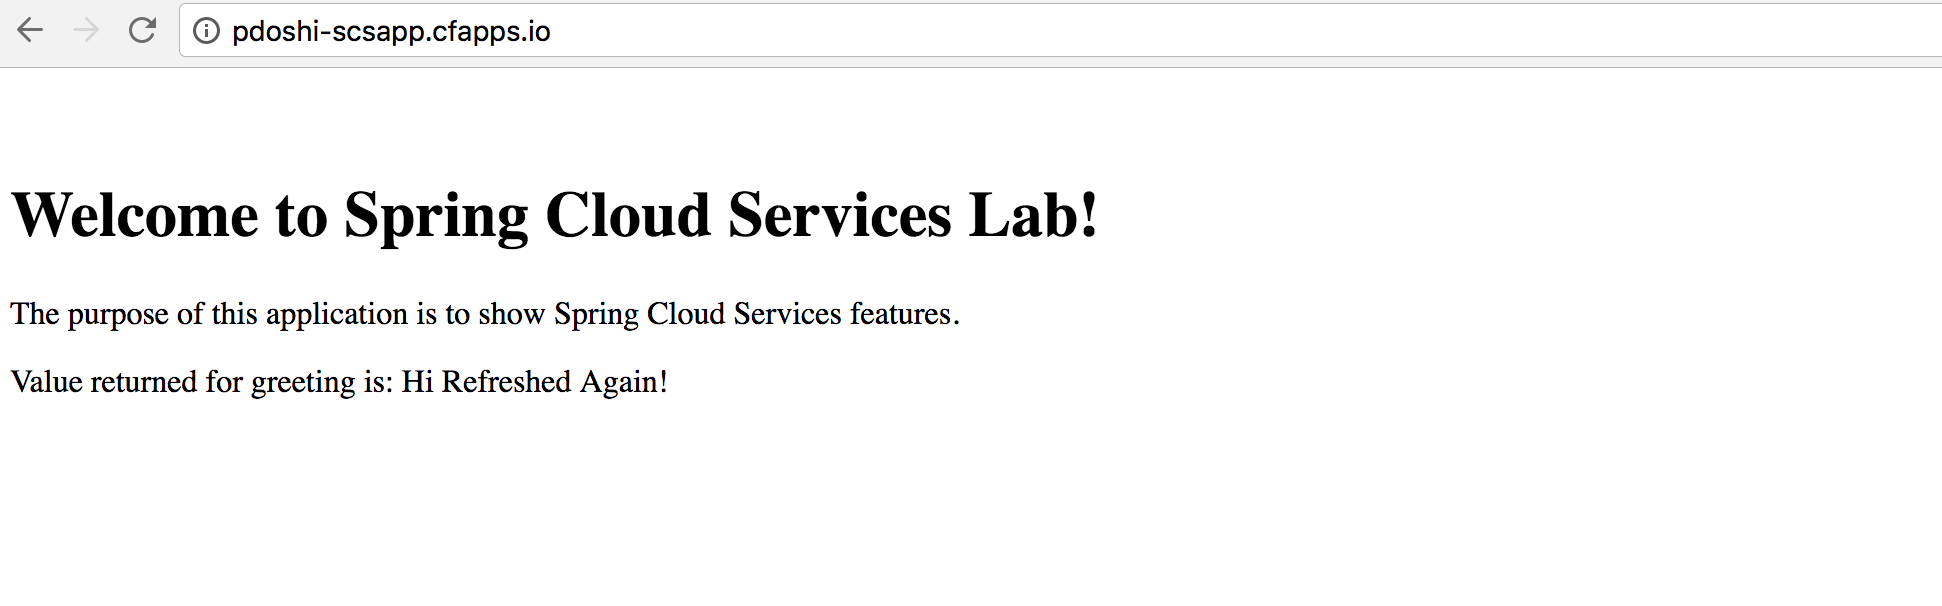 pdoshi-scsapp.cfapps.io
Welcome to Spring Cloud Services Lab!
The purpose of this application is to show Spring Cloud Services features.
Value returned for greeting is: Hi Refreshed Again!